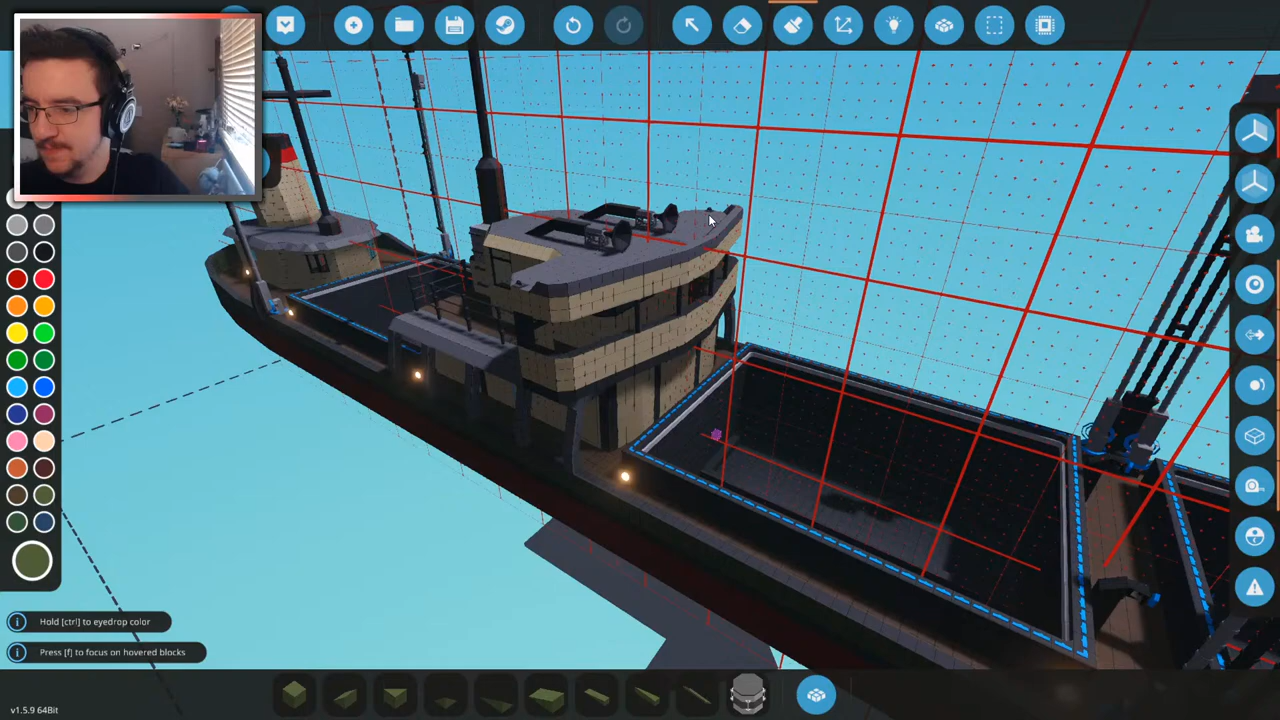 Hold [ctrl] to eyedrop color
Press [f] to focus on hovered blocks
v1.5.9 64Bit